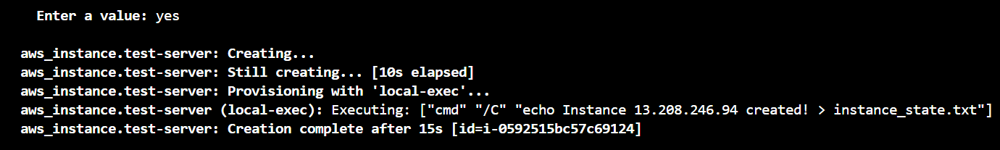 Enter a value: yes
aws_instance.test-server: Creating...
aws_instance.test-server: Still creating... [10s elapsed]
aws_instance.test-server: Provisioning with 'local-exec'...
aws_instance.test-server (local-exec): Executing: ["cmd" "/C" "echo Instance 13.208.246.94 created! > instance_state.txt"]
aws_instance.test-server: Creation complete after 15s [id=i-0592515bc57c69124]